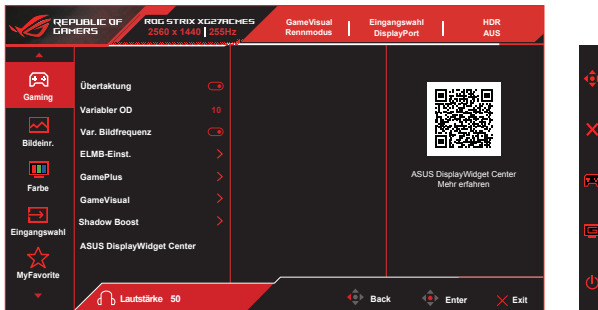 REPUBLIC OF
GAMERS
ROG STRIX XG27ACMES
2560 x 1440 255Hz
GameVisual
Rennmodus
Eingangswahl
DisplayPort
HDR
AUS
Gaming
Bildeinr.
Farbe
Eingangswahl
MyFavorite
Übertaktung
Variabler OD 10
Var. Bildfrequenz
ELMB-Einst.
GamePlus
GameVisual
Shadow Boost
ASUS DisplayWidget Center
ASUS DisplayWidget Center
Mehr erfahren
Lautstärke 50
Back
Enter
Exit